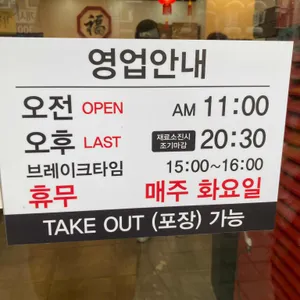 福
영업안내
오전 OPEN AM 11:00
오후 LAST 재료소진시 조기마감 20:30
브레이크타임 15:00~16:00
휴무 매주 화요일
TAKE OUT (포장) 가능